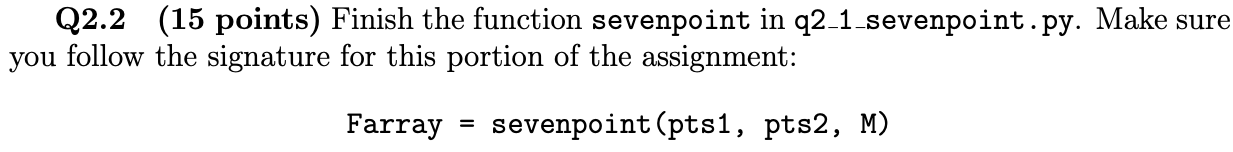 Q2.2 (15 points) Finish the function sevenpoint in q2_1_sevenpoint.py. Make sure
you follow the signature for this portion of the assignment:
Farray = sevenpoint(pts1, pts2, M)